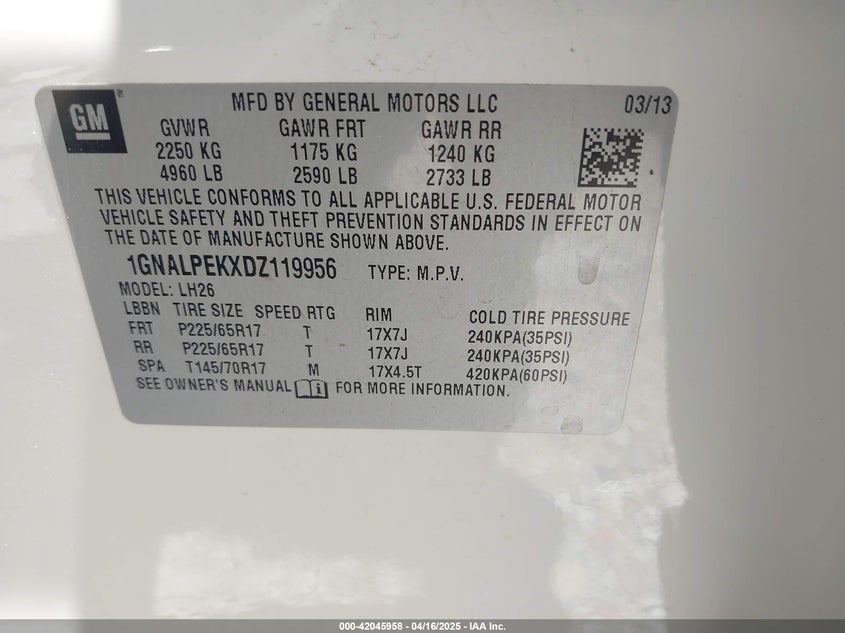 GM
®
MFD BY GENERAL MOTORS LLC 03/13
GVWR GAWR FRT GAWR RR
2250 KG 1175 KG 1240 KG
4960 LB 2590 LB 2733 LB
THIS VEHICLE CONFORMS TO ALL APPLICABLE U.S. FEDERAL MOTOR
VEHICLE SAFETY AND THEFT PREVENTION STANDARDS IN EFFECT ON
THE DATE OF MANUFACTURE SHOWN ABOVE.
1GNALPEKXDZ119956 TYPE: M.P.V.
MODEL: LH26
LBBN TIRE SIZE SPEED RTG RIM COLD TIRE PRESSURE
FRT P225/65R17 T 17X7J 240KPA(35PSI)
RR P225/65R17 T 17X7J 240KPA(35PSI)
SPA T145/70R17 M 17X4.5T 420KPA(60PSI)
SEE OWNER'S MANUAL FOR MORE INFORMATION.
000-42045958 - 04/16/2025 - IAA Inc.